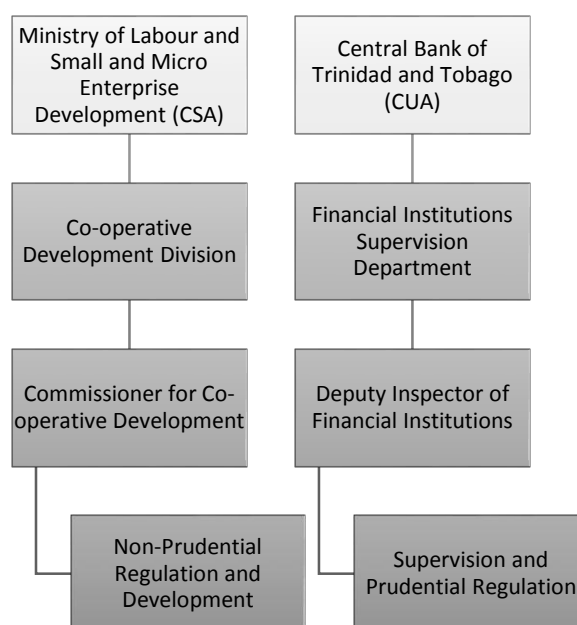 Ministry of Labour and
Small and Micro
Enterprise
Development (CSA)
Co-operative
Development Division
Commissioner for Co-
operative Development
Non-Prudential
Regulation and
Development
Central Bank of
Trinidad and Tobago
(CUA)
Financial Institutions
Supervision
Department
Deputy Inspector of
Financial Institutions
Supervision and
Prudential Regulation